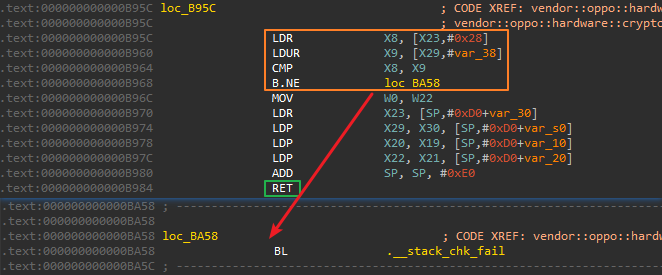 .text:000000000000B95C loc_B95C ; CODE XREF: vendor::oppo::hardw
.text:000000000000B95C ; vendor::oppo::hardware::crypto
.text:000000000000B95C LDR X8, [X23,#0x28]
.text:000000000000B960 LDUR X9, [X29,#var_38]
.text:000000000000B964 CMP X8, X9
.text:000000000000B968 B.NE loc_BA58
.text:000000000000B96C MOV W0, W22
.text:000000000000B970 LDR X23, [SP,#0xD0+var_30]
.text:000000000000B974 LDP X29, X30, [SP,#0xD0+var_s0]
.text:000000000000B978 LDP X20, X19, [SP,#0xD0+var_10]
.text:000000000000B97C LDP X22, X21, [SP,#0xD0+var_20]
.text:000000000000B980 ADD SP, SP, #0xE0
.text:000000000000B984 RET
.text:000000000000BA58 ; ---------------------------------------------------------------------------
.text:000000000000BA58
.text:000000000000BA58 loc_BA58 ; CODE XREF: vendor::oppo::hardw
.text:000000000000BA58 BL .__stack_chk_fail
.text:000000000000BA5C ; ---------------------------------------------------------------------------